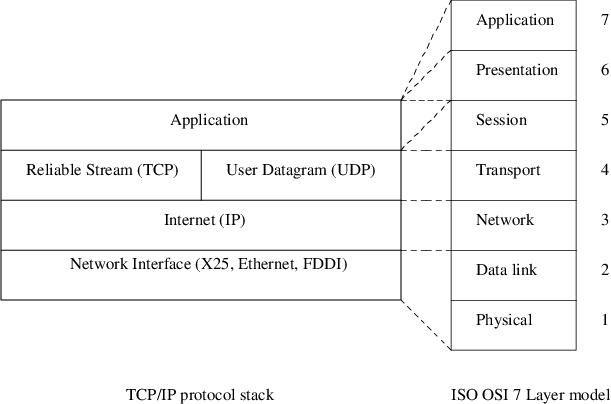 Application 7
Presentation 6
Application
Session 5
Reliable Stream (TCP)
User Datagram (UDP)
Transport 4
Internet (IP)
Network 3
Network Interface (X25, Ethernet, FDDI)
Data link 2
Physical 1
TCP/IP protocol stack
ISO OSI 7 Layer model